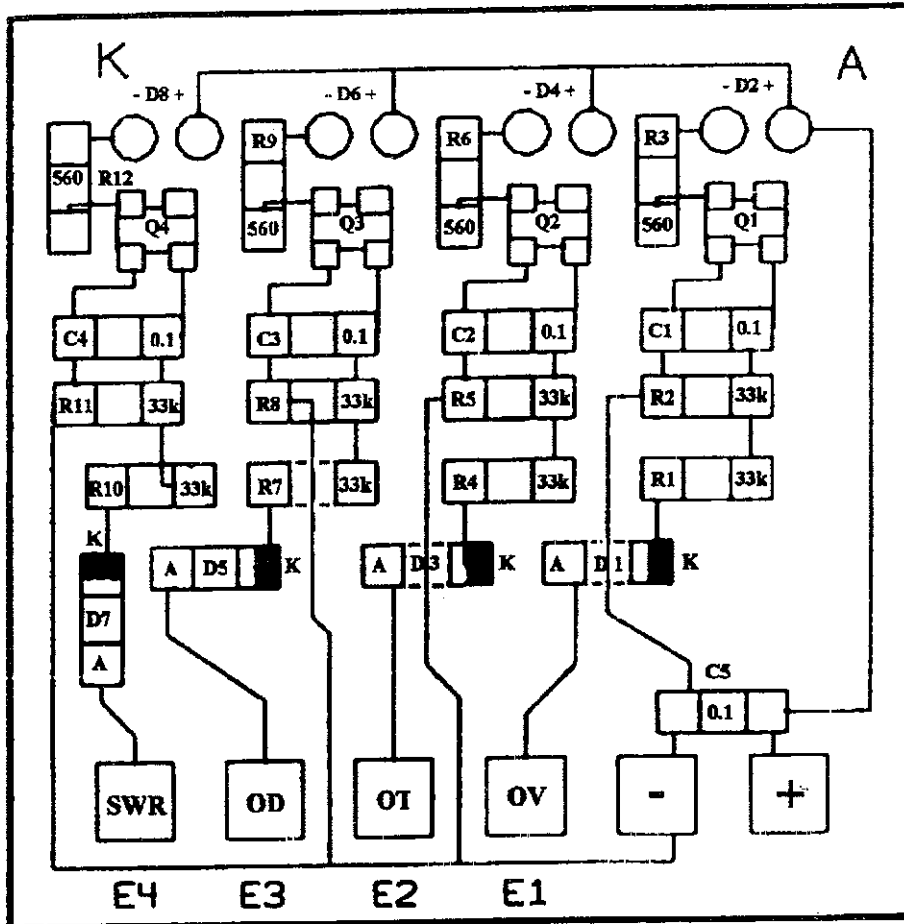 K A
- D8 + - D6 + - D4 + - D2 +
R9 R6 R3
560 R12
560 560 560
Q4 Q3 Q2 Q1
C4 0.1 C3 0.1 C2 0.1 C1 0.1
R11 33k R8 33k R5 33k R2 33k
R10 33k R7 33k R4 33k R1 33k
K
A D5 K A D3 K A D1 K
D7
A
C5
0.1
SWR OD OT OV - +
E4 E3 E2 E1